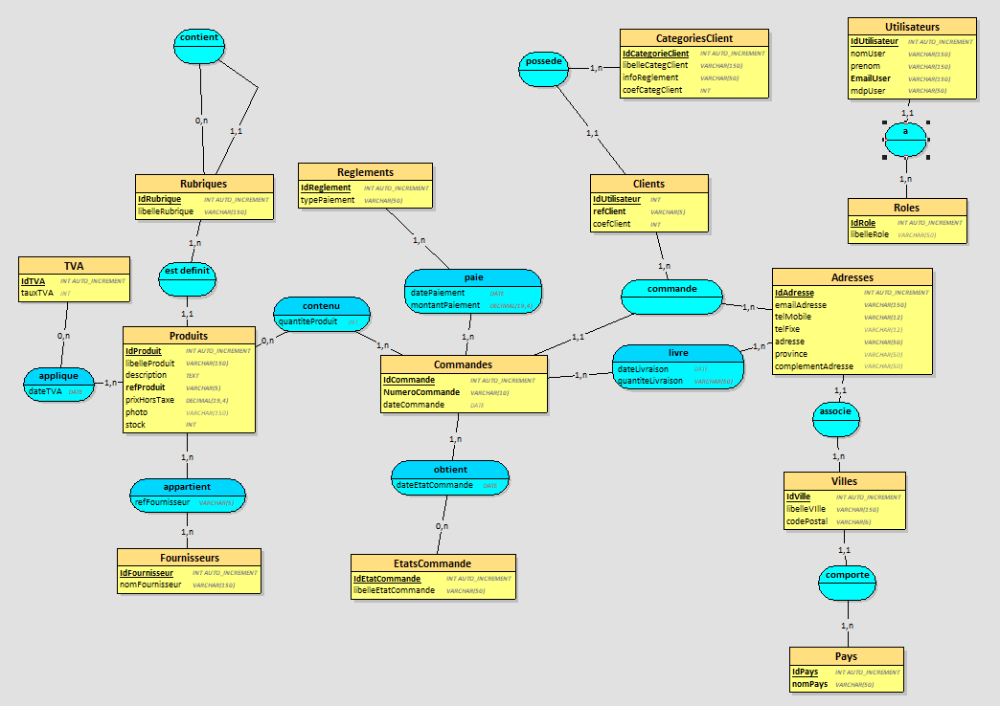 contient
0,n
1,1
Rubriques
IdRubrique INT AUTO_INCREMENT
libelleRubrique VARCHAR(150)
1,n
est definit
1,1
TVA
IdTVA INT AUTO_INCREMENT
tauxTVA INT
0,n
applique
dateTVA DATE
1,n
Produits
IdProduit INT AUTO_INCREMENT
libelleProduit VARCHAR(150)
description TEXT
refProduit VARCHAR(5)
prixHorsTaxe DECIMAL(19,4)
photo VARCHAR(150)
stock INT
1,n
appartient
refFournisseur VARCHAR(5)
1,n
Fournisseurs
IdFournisseur INT AUTO_INCREMENT
nomFournisseur VARCHAR(150)
0,n
contenu
quantiteProduit INT
1,n
Reglements
IdReglement INT AUTO_INCREMENT
typePaiement VARCHAR(50)
1,n
paie
datePaiement DATE
montantPaiement DECIMAL(19,4)
1,n
Commandes
IdCommande INT AUTO_INCREMENT
NumeroCommande VARCHAR(10)
dateCommande DATE
1,n
obtient
dateEtatCommande DATE
0,n
EtatsCommande
IdEtatCommande INT AUTO_INCREMENT
libelleEtatCommande VARCHAR(50)
possede
1,n
CategoriesClient
IdCategorieClient INT AUTO_INCREMENT
libelleCategClient VARCHAR(150)
infoReglement VARCHAR(50)
coefCategClient INT
1,1
Clients
IdUtilisateur INT
refClient VARCHAR(5)
coefClient INT
1,n
commande
1,n
1,1
livre
dateLivraison DATE
quantiteLivraison VARCHAR(50)
1,n
1,n
Utilisateurs
IdUtilisateur INT AUTO_INCREMENT
nomUser VARCHAR(150)
prenom VARCHAR(150)
EmailUser VARCHAR(150)
mdpUser VARCHAR(50)
1,1
a
1,n
Roles
IdRole INT AUTO_INCREMENT
libelleRole VARCHAR(50)
Adresses
IdAdresse INT AUTO_INCREMENT
emailAdresse VARCHAR(150)
telMobile VARCHAR(12)
telFixe VARCHAR(12)
adresse VARCHAR(50)
province VARCHAR(50)
complementAdresse VARCHAR(50)
1,1
associe
1,n
Villes
IdVille INT AUTO_INCREMENT
libelleVIlle VARCHAR(150)
codePostal VARCHAR(6)
1,1
comporte
1,n
Pays
IdPays INT AUTO_INCREMENT
nomPays VARCHAR(50)